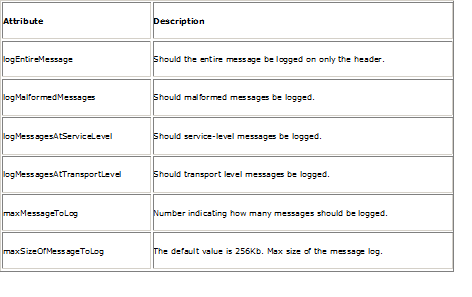 Attribute Description
logEntireMessage Should the entire message be logged on only the header.
logMalformedMessages Should malformed messages be logged.
logMessagesAtServiceLevel Should service-level messages be logged.
logMessagesAtTransportLevel Should transport level messages be logged.
maxMessageToLog Number indicating how many messages should be logged.
maxSizeOfMessageToLog The default value is 256Kb. Max size of the message log.